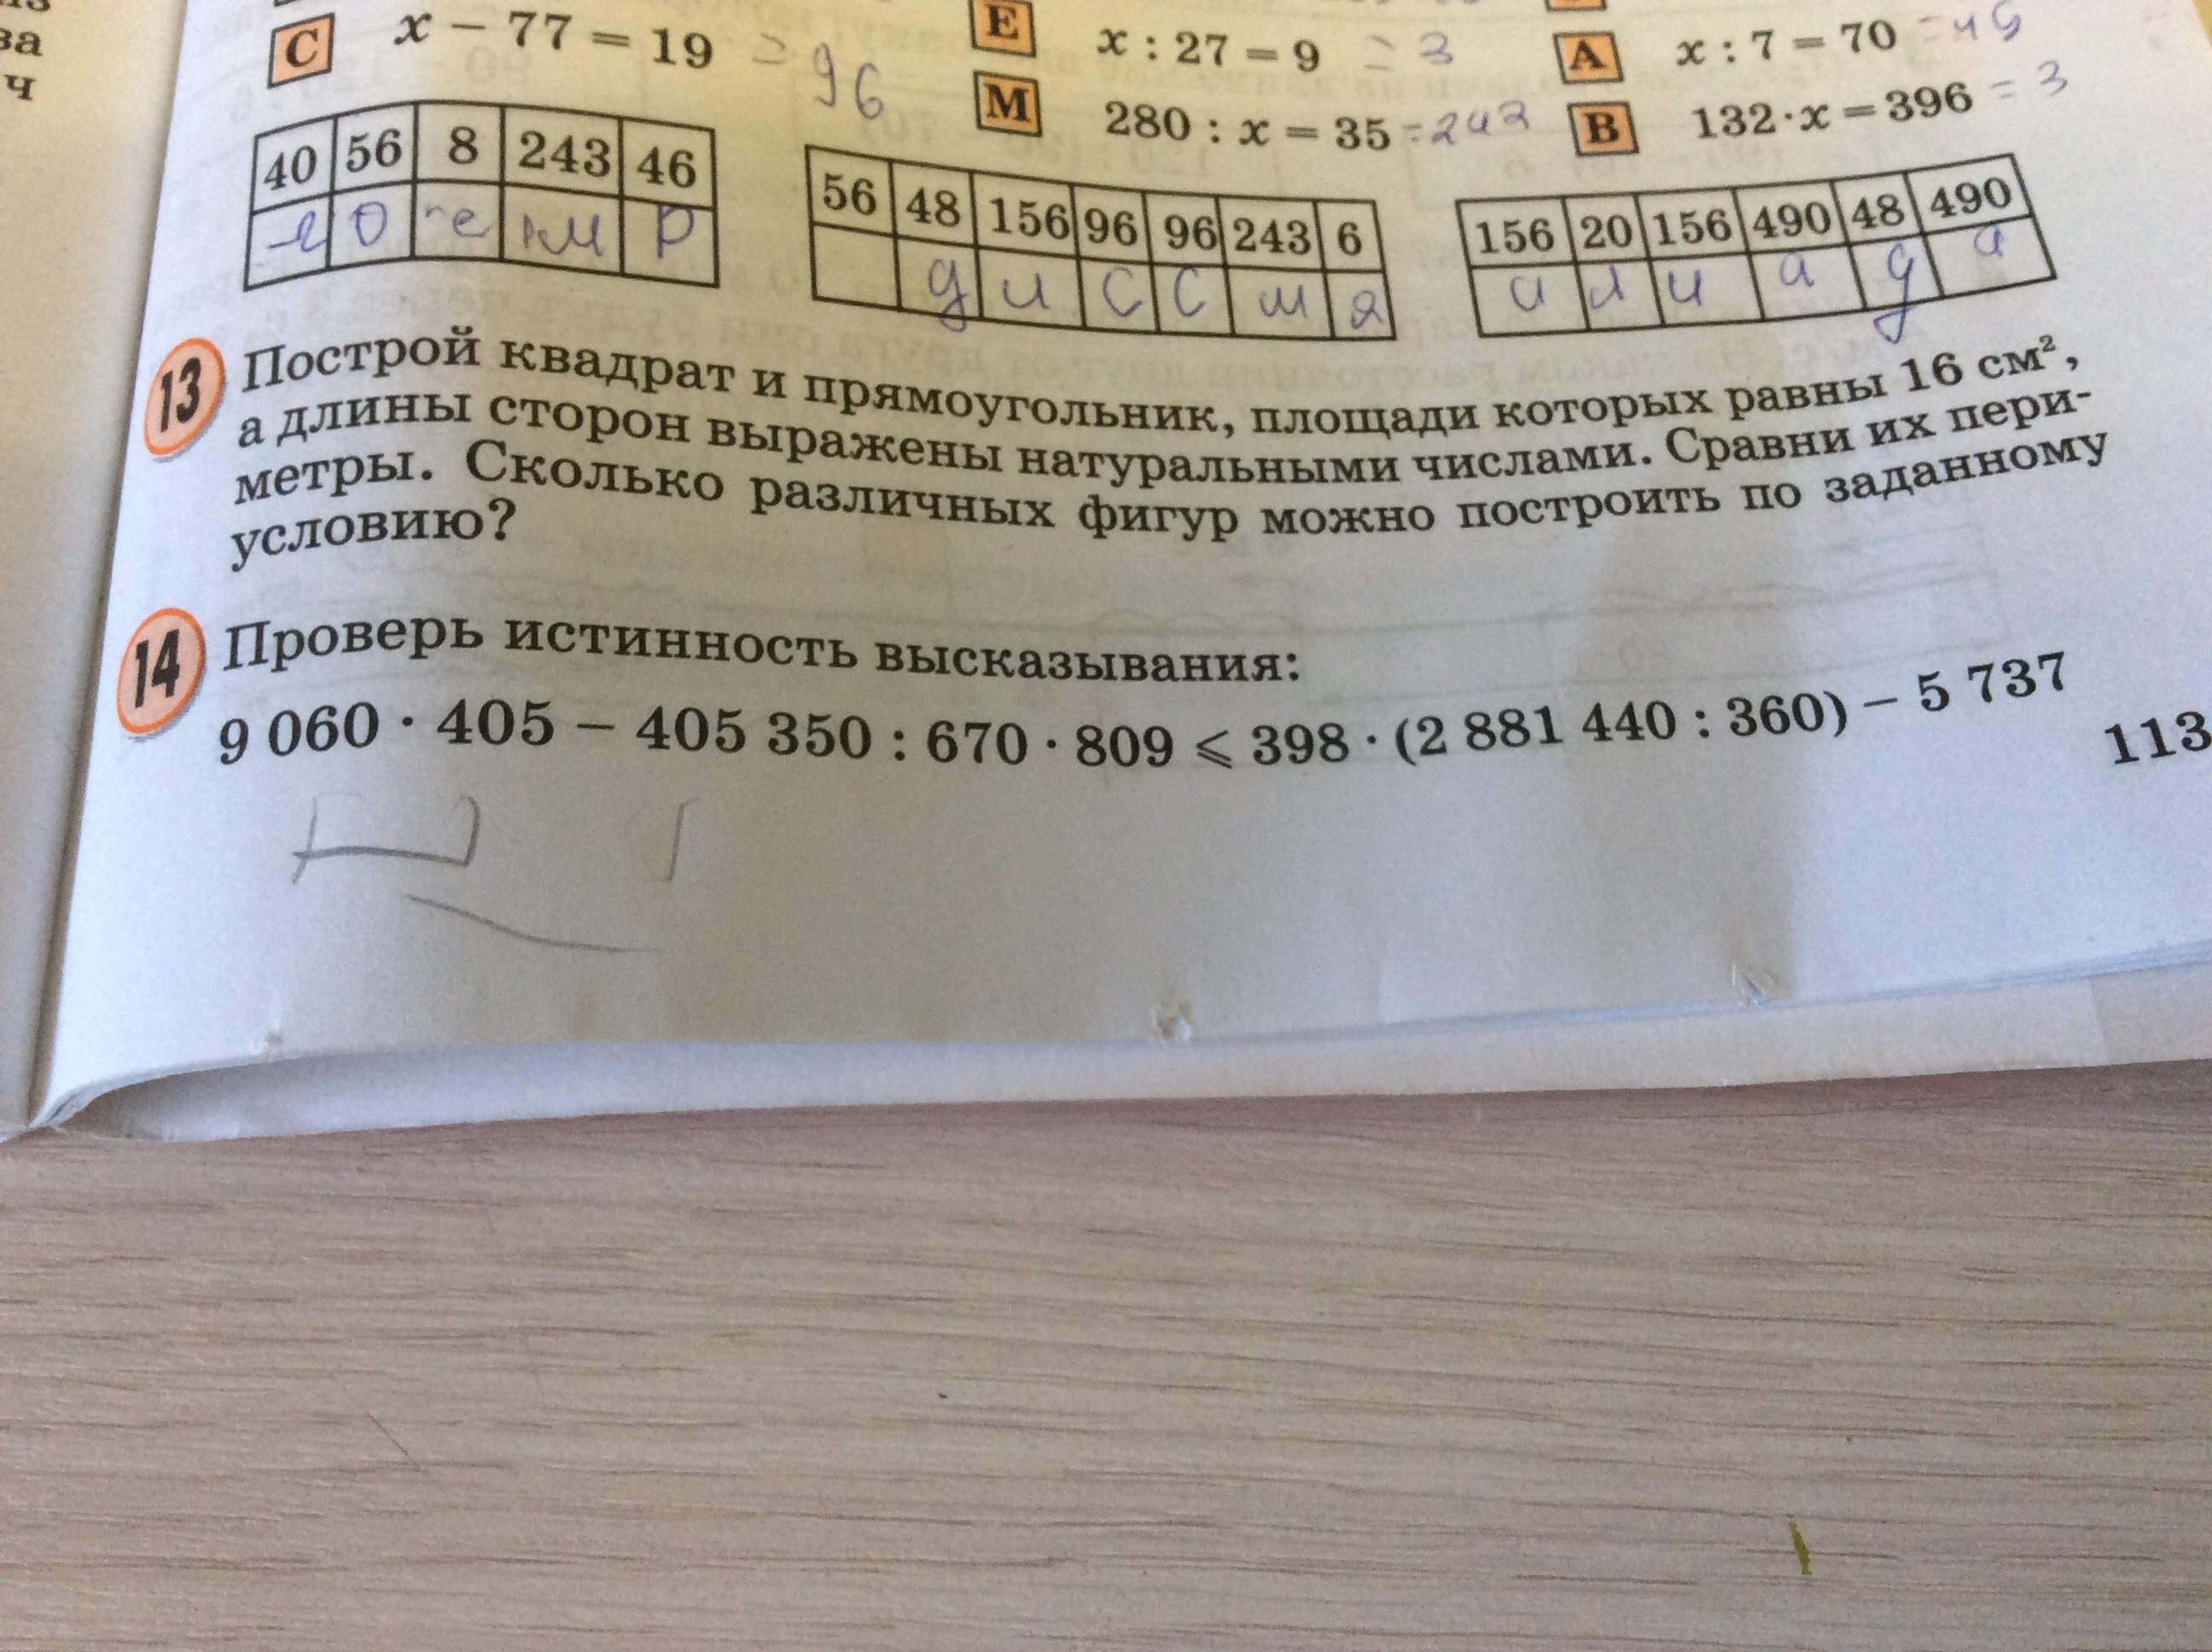 за
ч
С x − 77 = 19 = 96
Е x : 27 = 9 = 3
А x : 7 = 70 = 49
М 280 : x = 35 = 242
В 132 · x = 396 = 3
40 56 8 243 46
г о е м р
56 48 156 96 96 243 6
д и с с м я
156 20 156 490 48 490
и л и а д а
13 Построй квадрат и прямоугольник, площади которых равны 16 см²,
а длины сторон выражены натуральными числами. Сравни их пери-
метры. Сколько различных фигур можно построить по заданному
условию?
14 Проверь истинность высказывания:
9 060 · 405 − 405 350 : 670 · 809 ⩽ 398 · (2 881 440 : 360) − 5 737
113